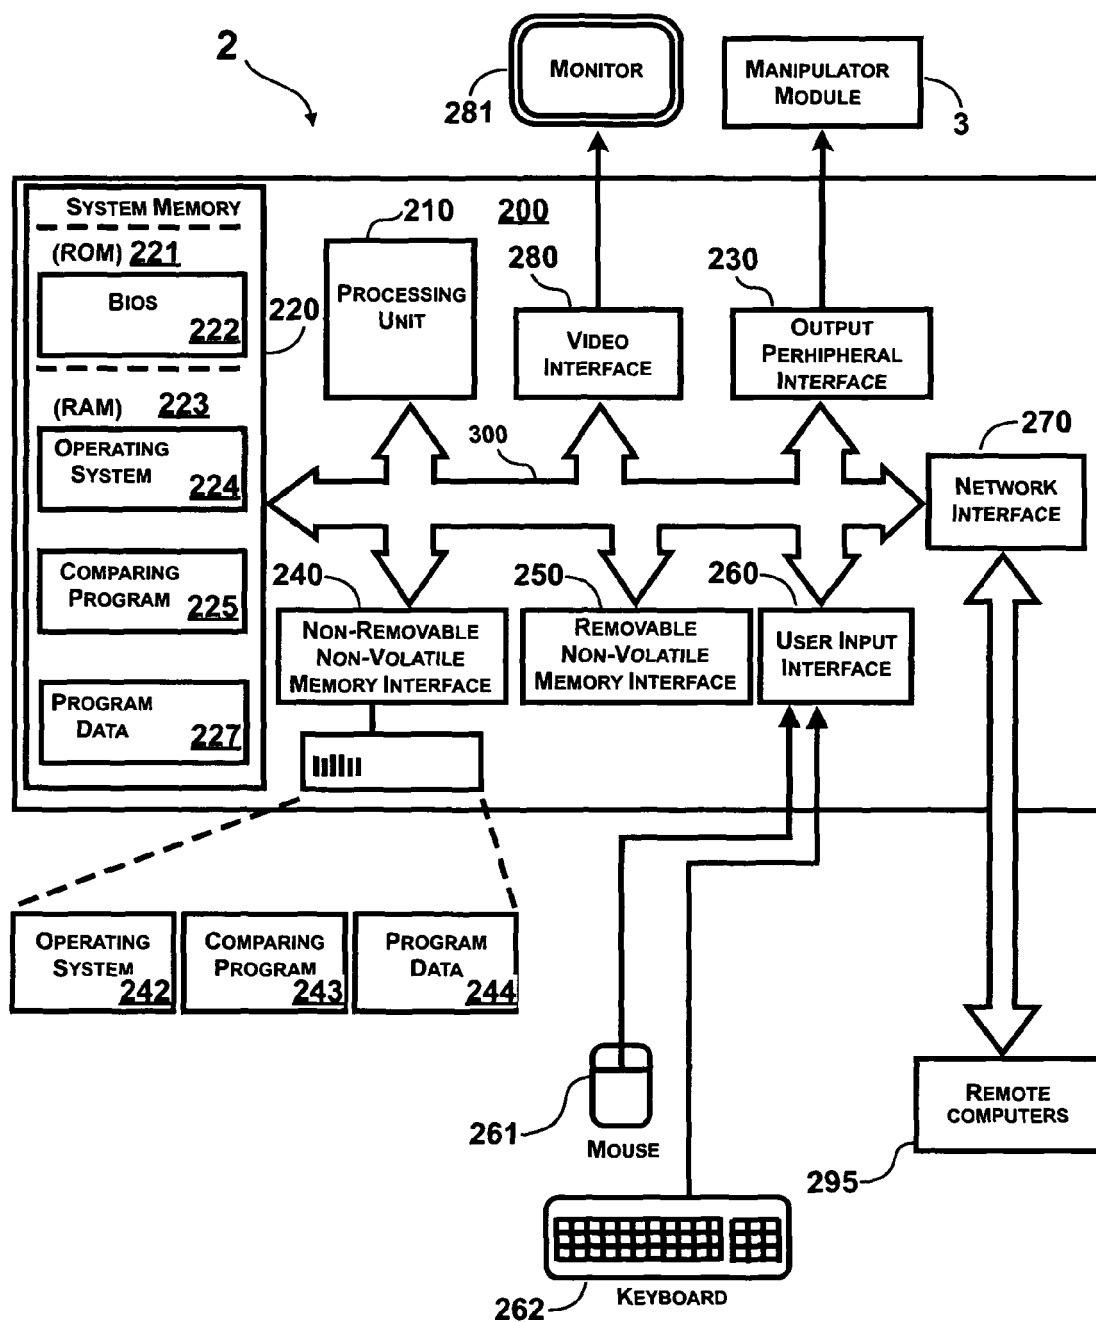 2
MONITOR
281
MANIPULATOR
MODULE
3
SYSTEM MEMORY
(ROM) 221
BIOS
222
220
(RAM) 223
OPERATING
SYSTEM
224
COMPARING
PROGRAM
225
PROGRAM
DATA
227
210
PROCESSING
UNIT
200
280
VIDEO
INTERFACE
230
OUTPUT
PERHIPHERAL
INTERFACE
300
270
NETWORK
INTERFACE
240
NON-REMOVABLE
NON-VOLATILE
MEMORY INTERFACE
250
REMOVABLE
NON-VOLATILE
MEMORY INTERFACE
260
USER INPUT
INTERFACE
OPERATING
SYSTEM
242
COMPARING
PROGRAM
243
PROGRAM
DATA
244
261
MOUSE
REMOTE
COMPUTERS
295
262
KEYBOARD